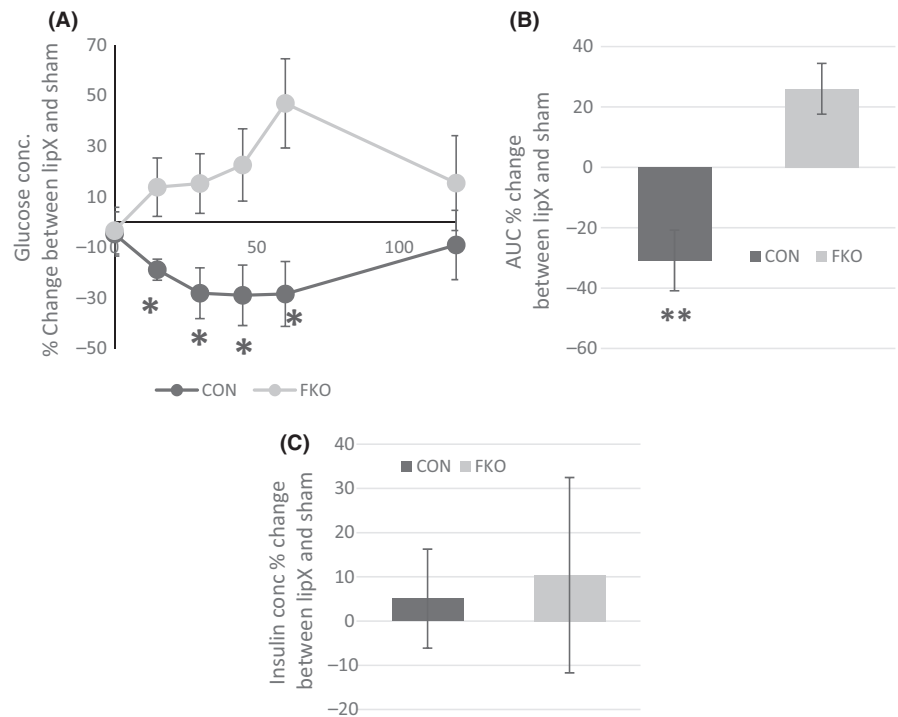 (A)
Glucose conc.
% Change between lipX and sham
70
50
30
10
−10
−30
−50
0
50
100
*
*
*
*
CON
FKO
(B)
AUC % change
between lipX and sham
40
20
0
−20
−40
−60
CON
FKO
**
(C)
Insulin conc % change
between lipX and sham
40
30
20
10
0
−10
−20
CON
FKO